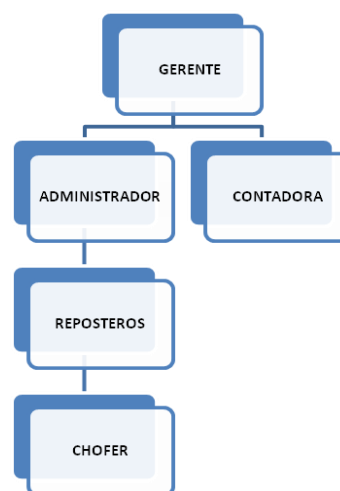 GERENTE
ADMINISTRADOR
CONTADORA
REPOSTEROS
CHOFER